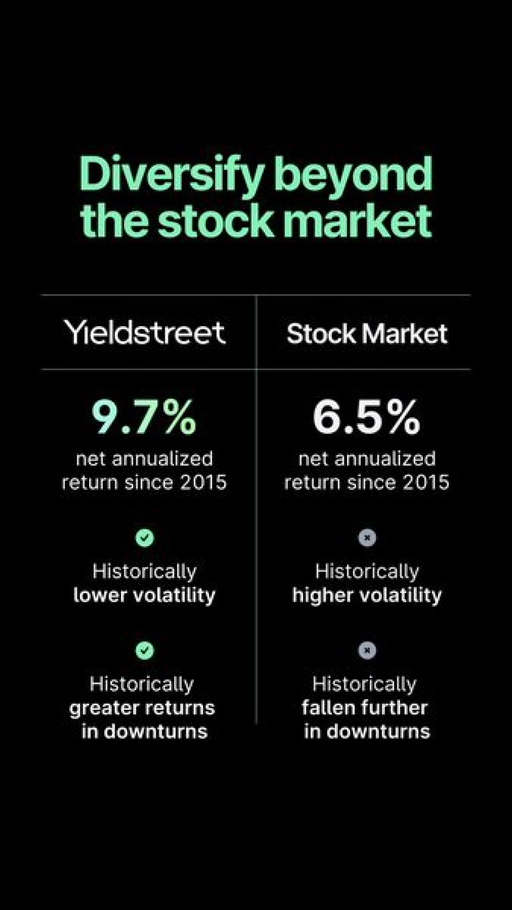 Diversify beyond
the stock market
Yieldstreet
Stock Market
9.7%
net annualized
return since 2015
6.5%
net annualized
return since 2015
Historically
lower volatility
Historically
higher volatility
Historically
greater returns
in downturns
Historically
fallen further
in downturns